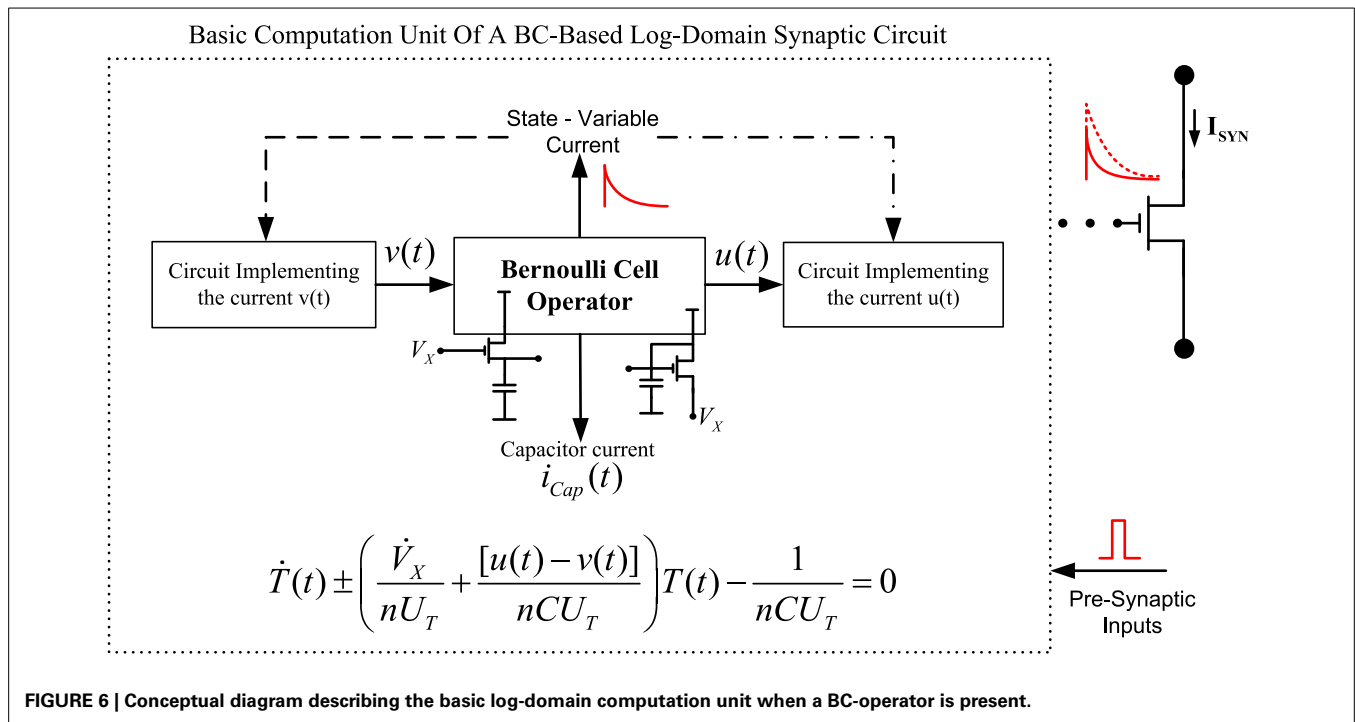 Basic Computation Unit Of A BC-Based Log-Domain Synaptic Circuit
State - Variable
Current
I_SYN
Circuit Implementing
the current v(t)
v(t)
Bernoulli Cell
Operator
u(t)
Circuit Implementing
the current u(t)
V_X
V_X
Capacitor current
i_Cap(t)
Ṫ(t) ± ( V̇_X / nU_T + [u(t) − v(t)] / nCU_T ) T(t) − 1 / nCU_T = 0
Pre-Synaptic
Inputs
FIGURE 6 | Conceptual diagram describing the basic log-domain computation unit when a BC-operator is present.